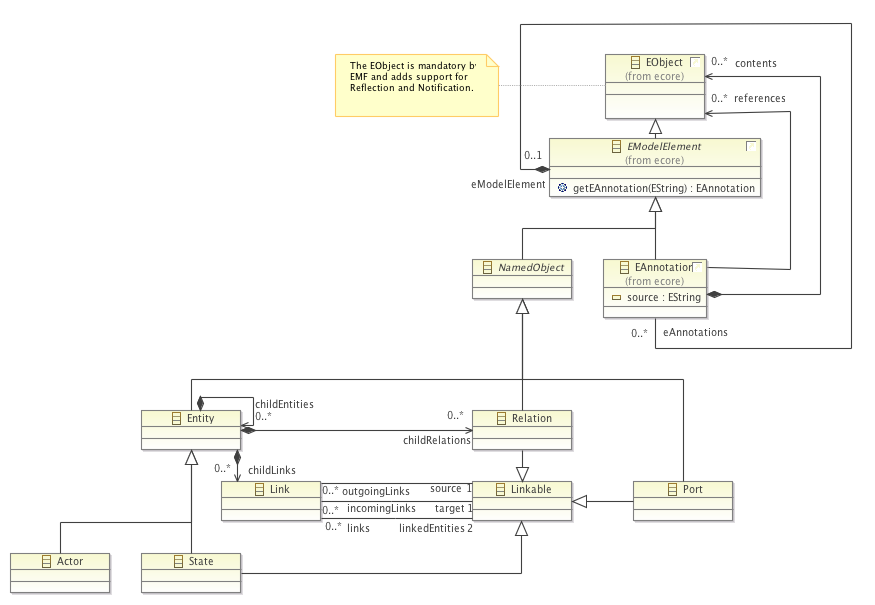 The EObject is mandatory by
EMF and adds support for
Reflection and Notification.
EObject
(from ecore)
0..* contents
0..* references
EModelElement
(from ecore)
getEAnnotation(EString) : EAnnotation
0..1
eModelElement
NamedObject
EAnnotation
(from ecore)
source : EString
0..* eAnnotations
Entity
childEntities
0..*
0..*
childRelations
Relation
0..* childLinks
Link
0..* outgoingLinks
source 1
0..* incomingLinks
target 1
0..* links
linkedEntities 2
Linkable
Port
Actor
State